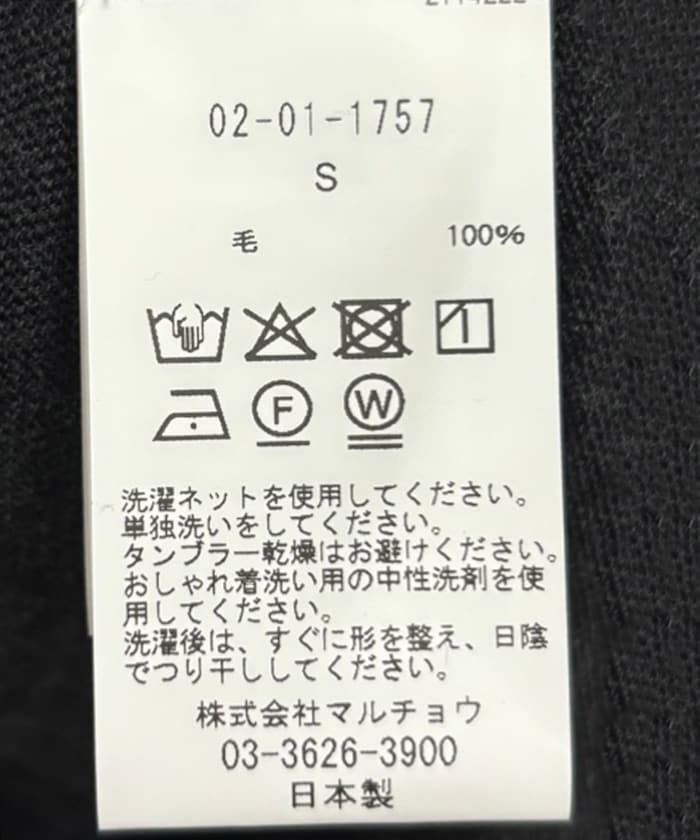 02-01-1757
S
毛 100%
F W
洗濯ネットを使用してください。
単独洗いをしてください。
タンブラー乾燥はお避けください。
おしゃれ着洗い用の中性洗剤を使
用してください。
洗濯後は、すぐに形を整え、日陰
でつり干ししてください。
株式会社マルチョウ
03-3626-3900
日本製